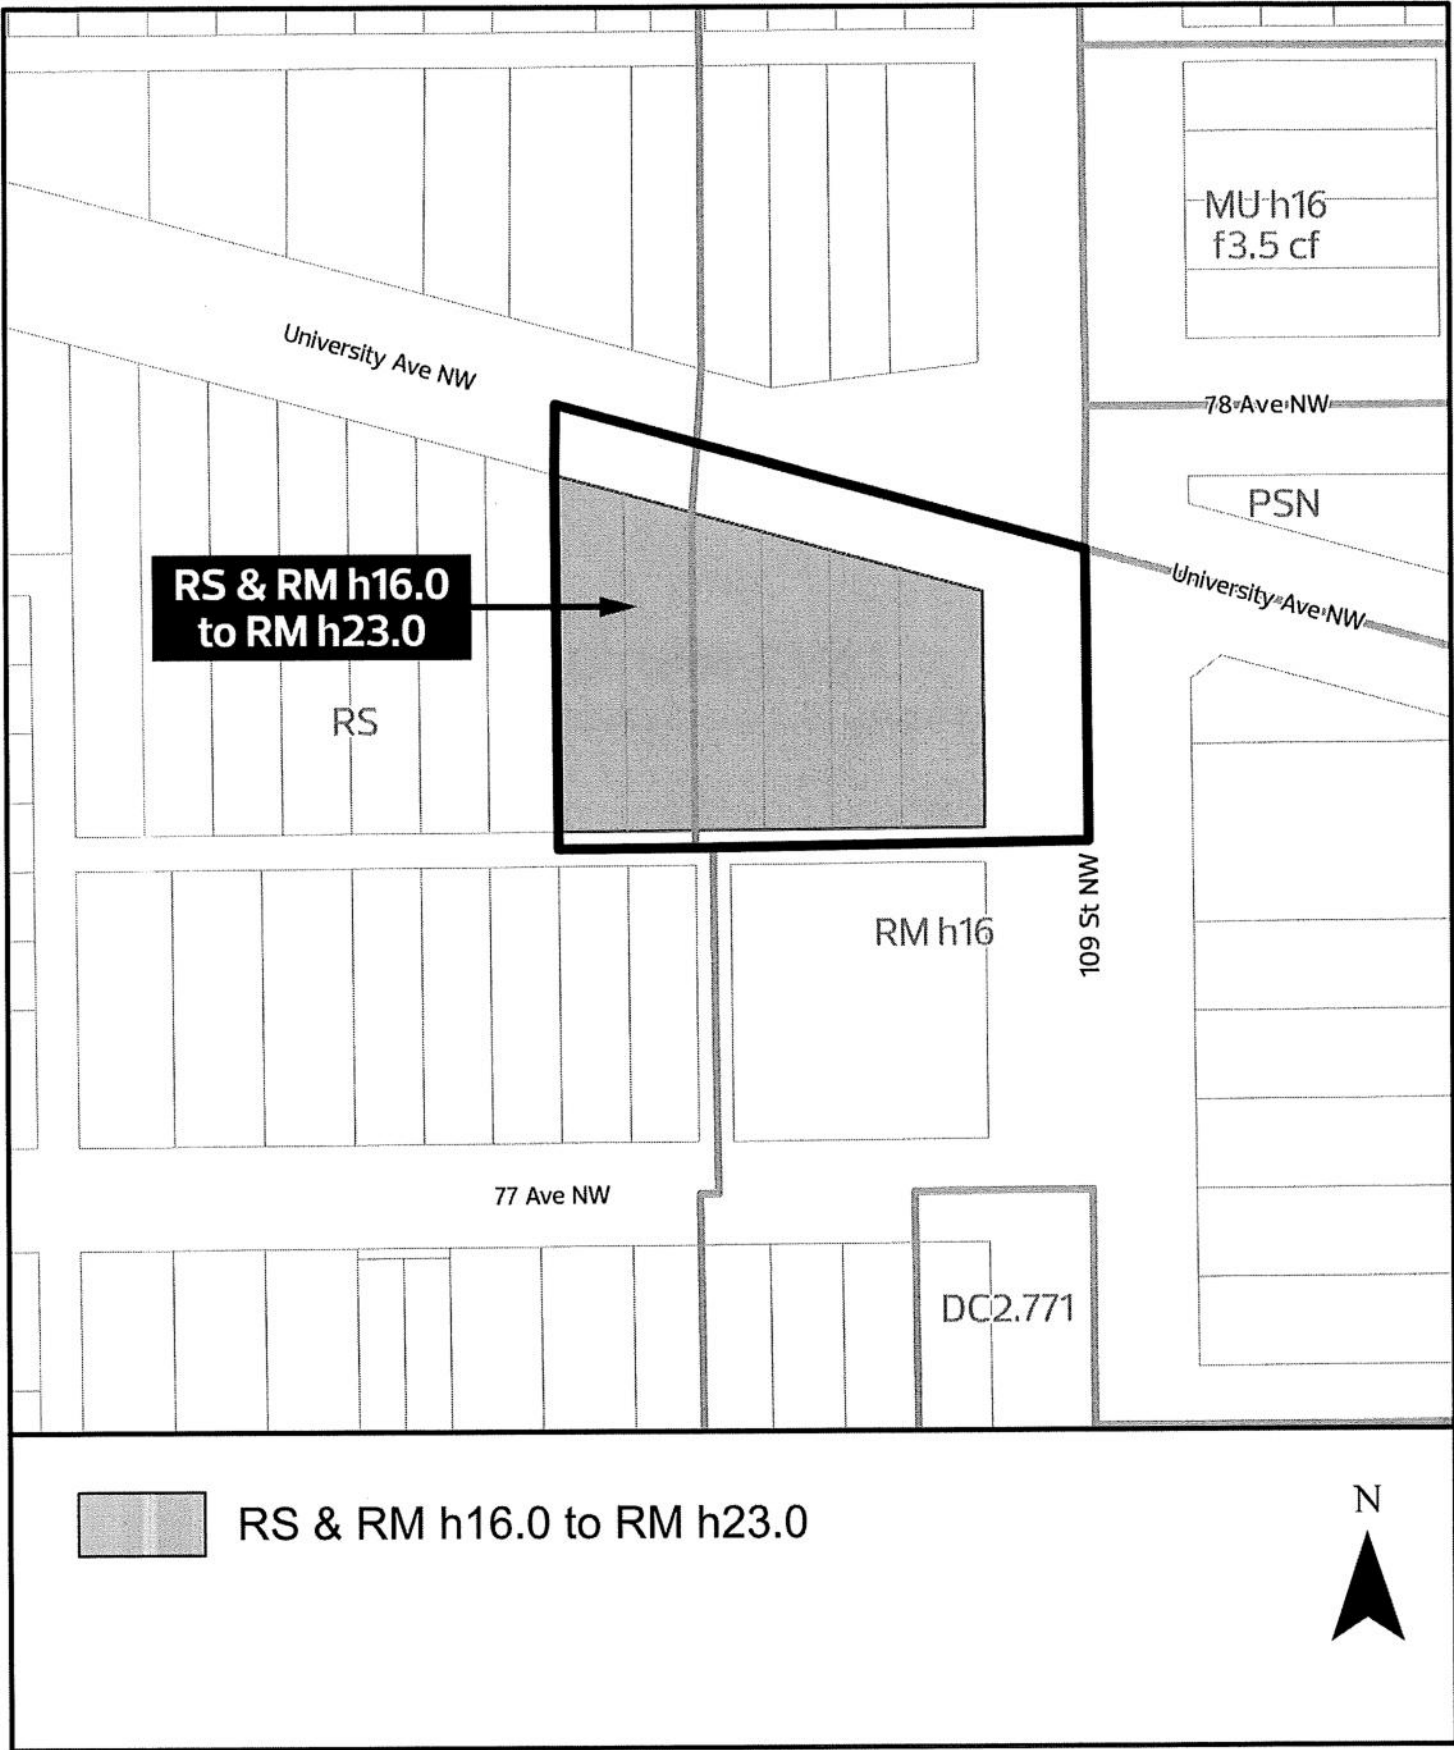 MU h16
f3.5 cf
University Ave NW
78 Ave NW
PSN
University Ave NW
RS & RM h16.0
to RM h23.0
RS
109 St NW
RM h16
77 Ave NW
DC2.771
RS & RM h16.0 to RM h23.0
N